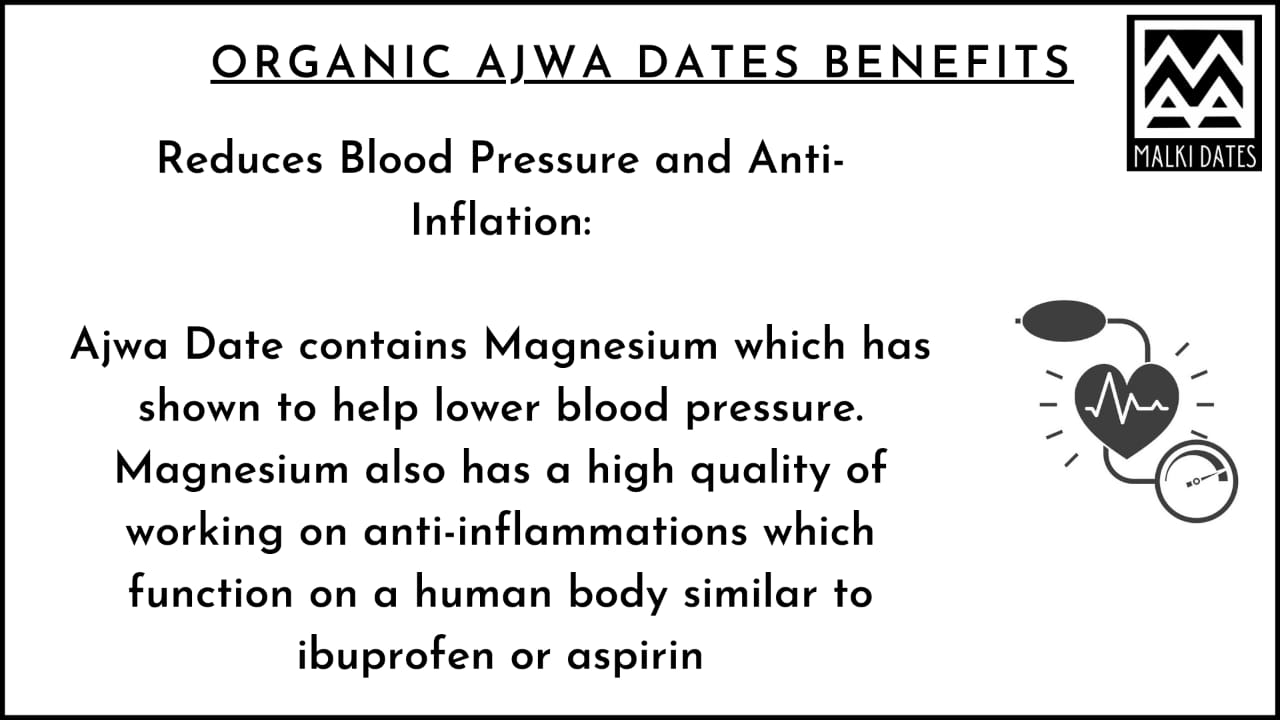 ORGANIC AJWA DATES BENEFITS
MALKI DATES
Reduces Blood Pressure and Anti-
Inflation:
Ajwa Date contains Magnesium which has
shown to help lower blood pressure.
Magnesium also has a high quality of
working on anti-inflammations which
function on a human body similar to
ibuprofen or aspirin